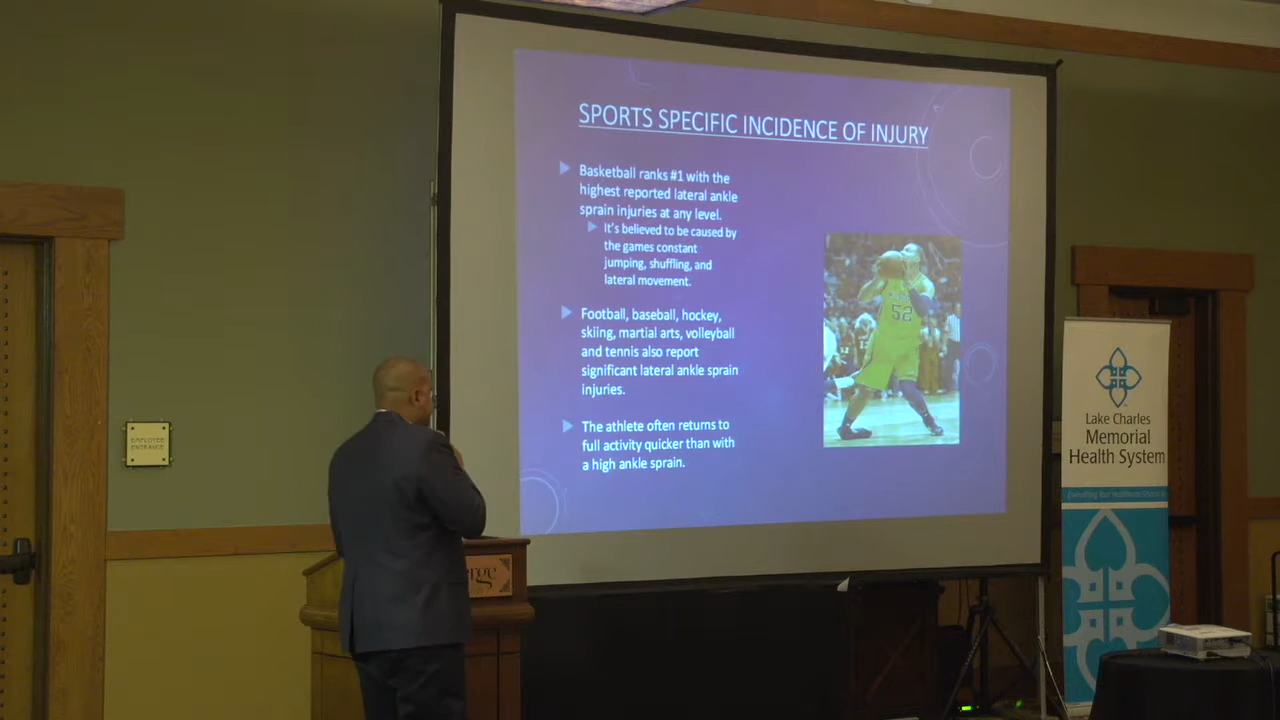 SPORTS SPECIFIC INCIDENCE OF INJURY
Basketball ranks #1 with the
highest reported lateral ankle
sprain injuries at any level.
It's believed to be caused by
the games constant
jumping, shuffling, and
lateral movement.
Football, baseball, hockey,
skiing, martial arts, volleyball
and tennis also report
significant lateral ankle sprain
injuries.
The athlete often returns to
full activity quicker than with
a high ankle sprain.
52
EMPLOYEE
ENTRANCE
rge
Lake Charles
Memorial
Health System